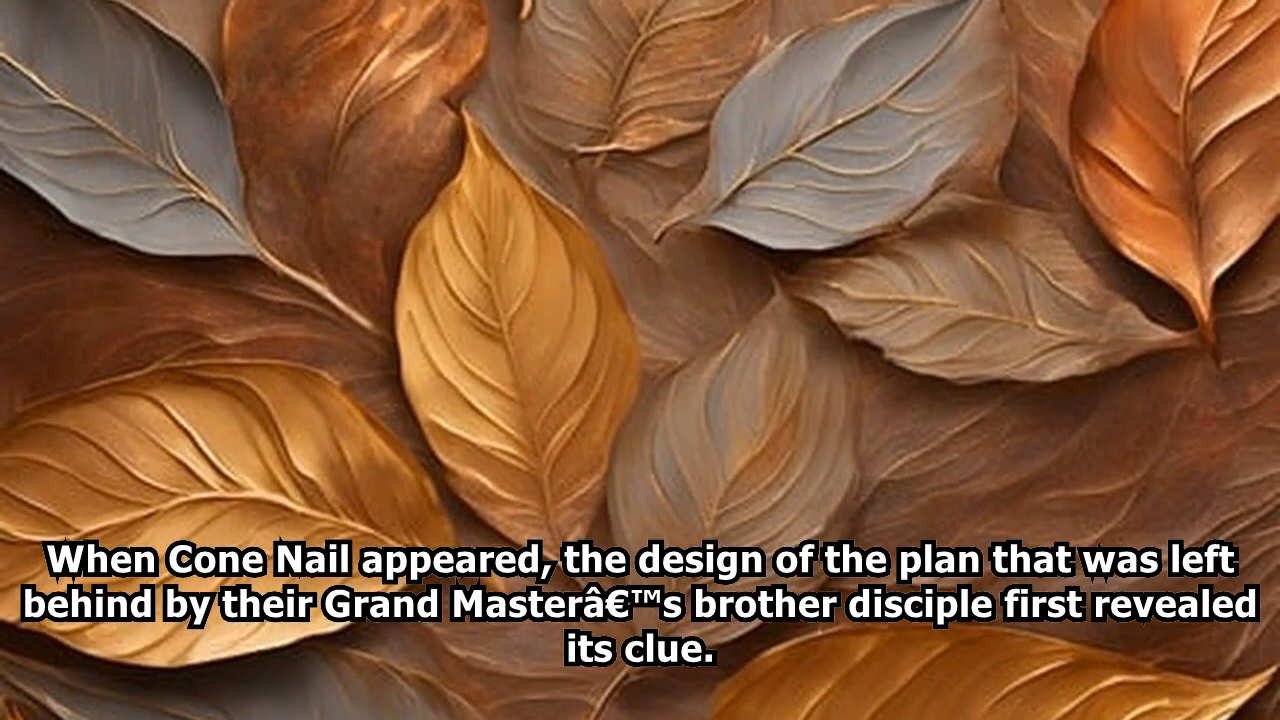 When Cone Nail appeared, the design of the plan that was left
behind by their Grand Masterâ€™s brother disciple first revealed
its clue.